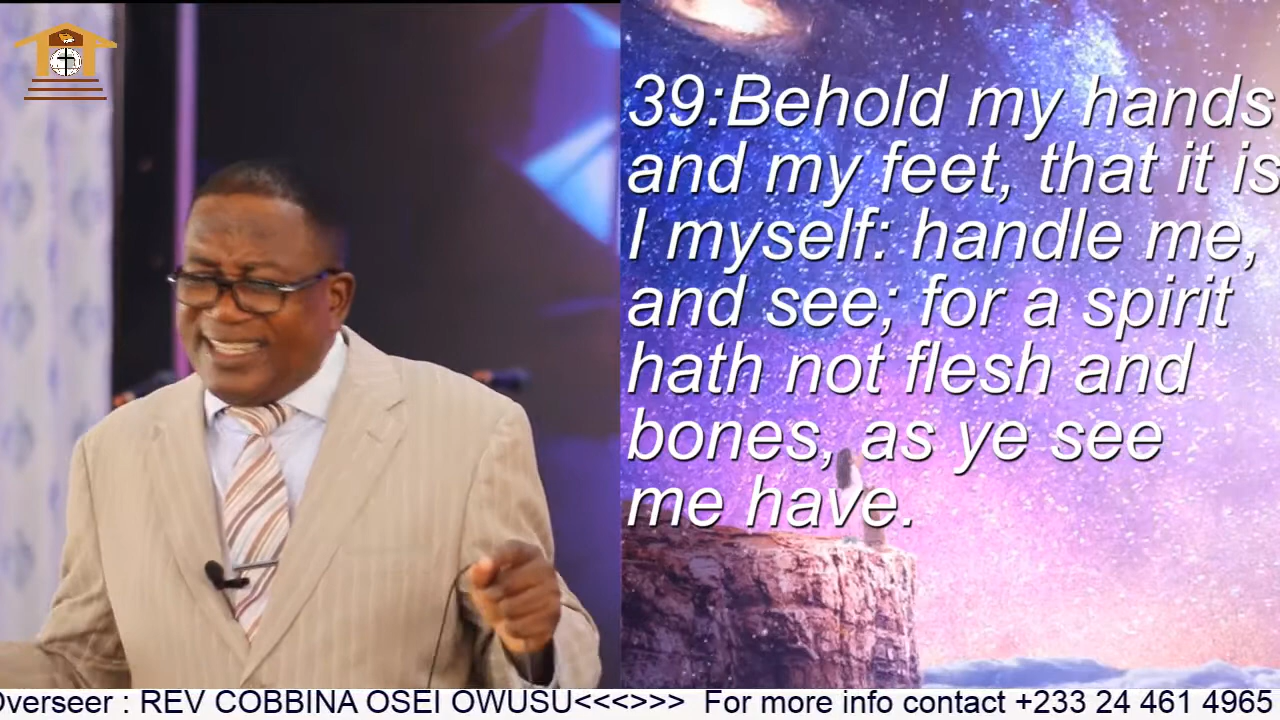 39:Behold my hands
and my feet, that it is
I myself: handle me,
and see; for a spirit
hath not flesh and
bones, as ye see
me have.
Overseer : REV COBBINA OSEI OWUSU<<<>>> For more info contact +233 24 461 4965